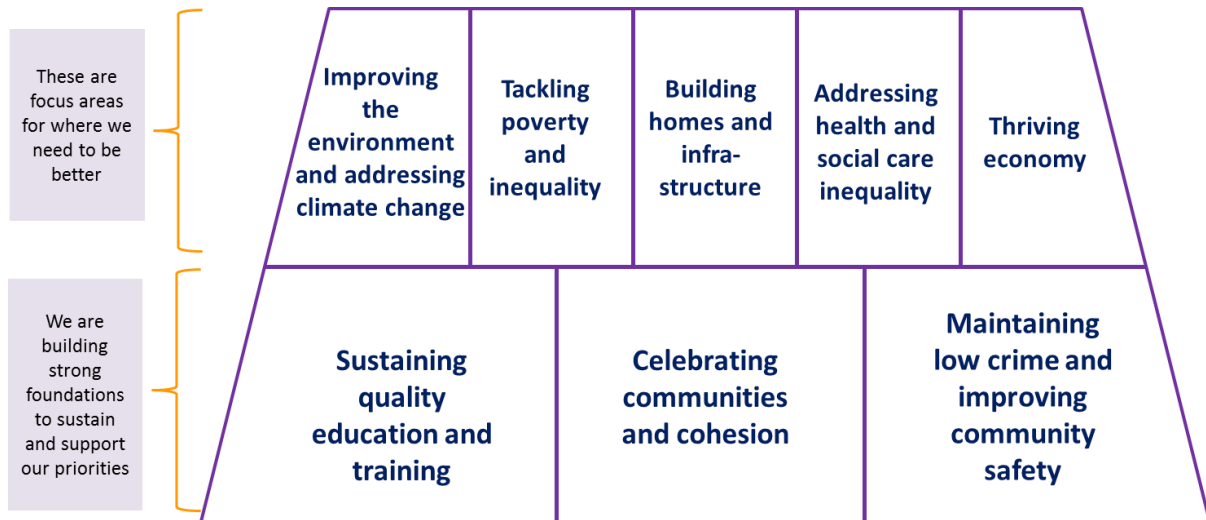 These are
focus areas
for where we
need to be
better
Improving
the
environment
and addressing
climate change
Tackling
poverty
and
inequality
Building
homes and
infra-
structure
Addressing
health and
social care
inequality
Thriving
economy
We are
building
strong
foundations
to sustain
and support
our priorities
Sustaining
quality
education and
training
Celebrating
communities
and cohesion
Maintaining
low crime and
improving
community
safety